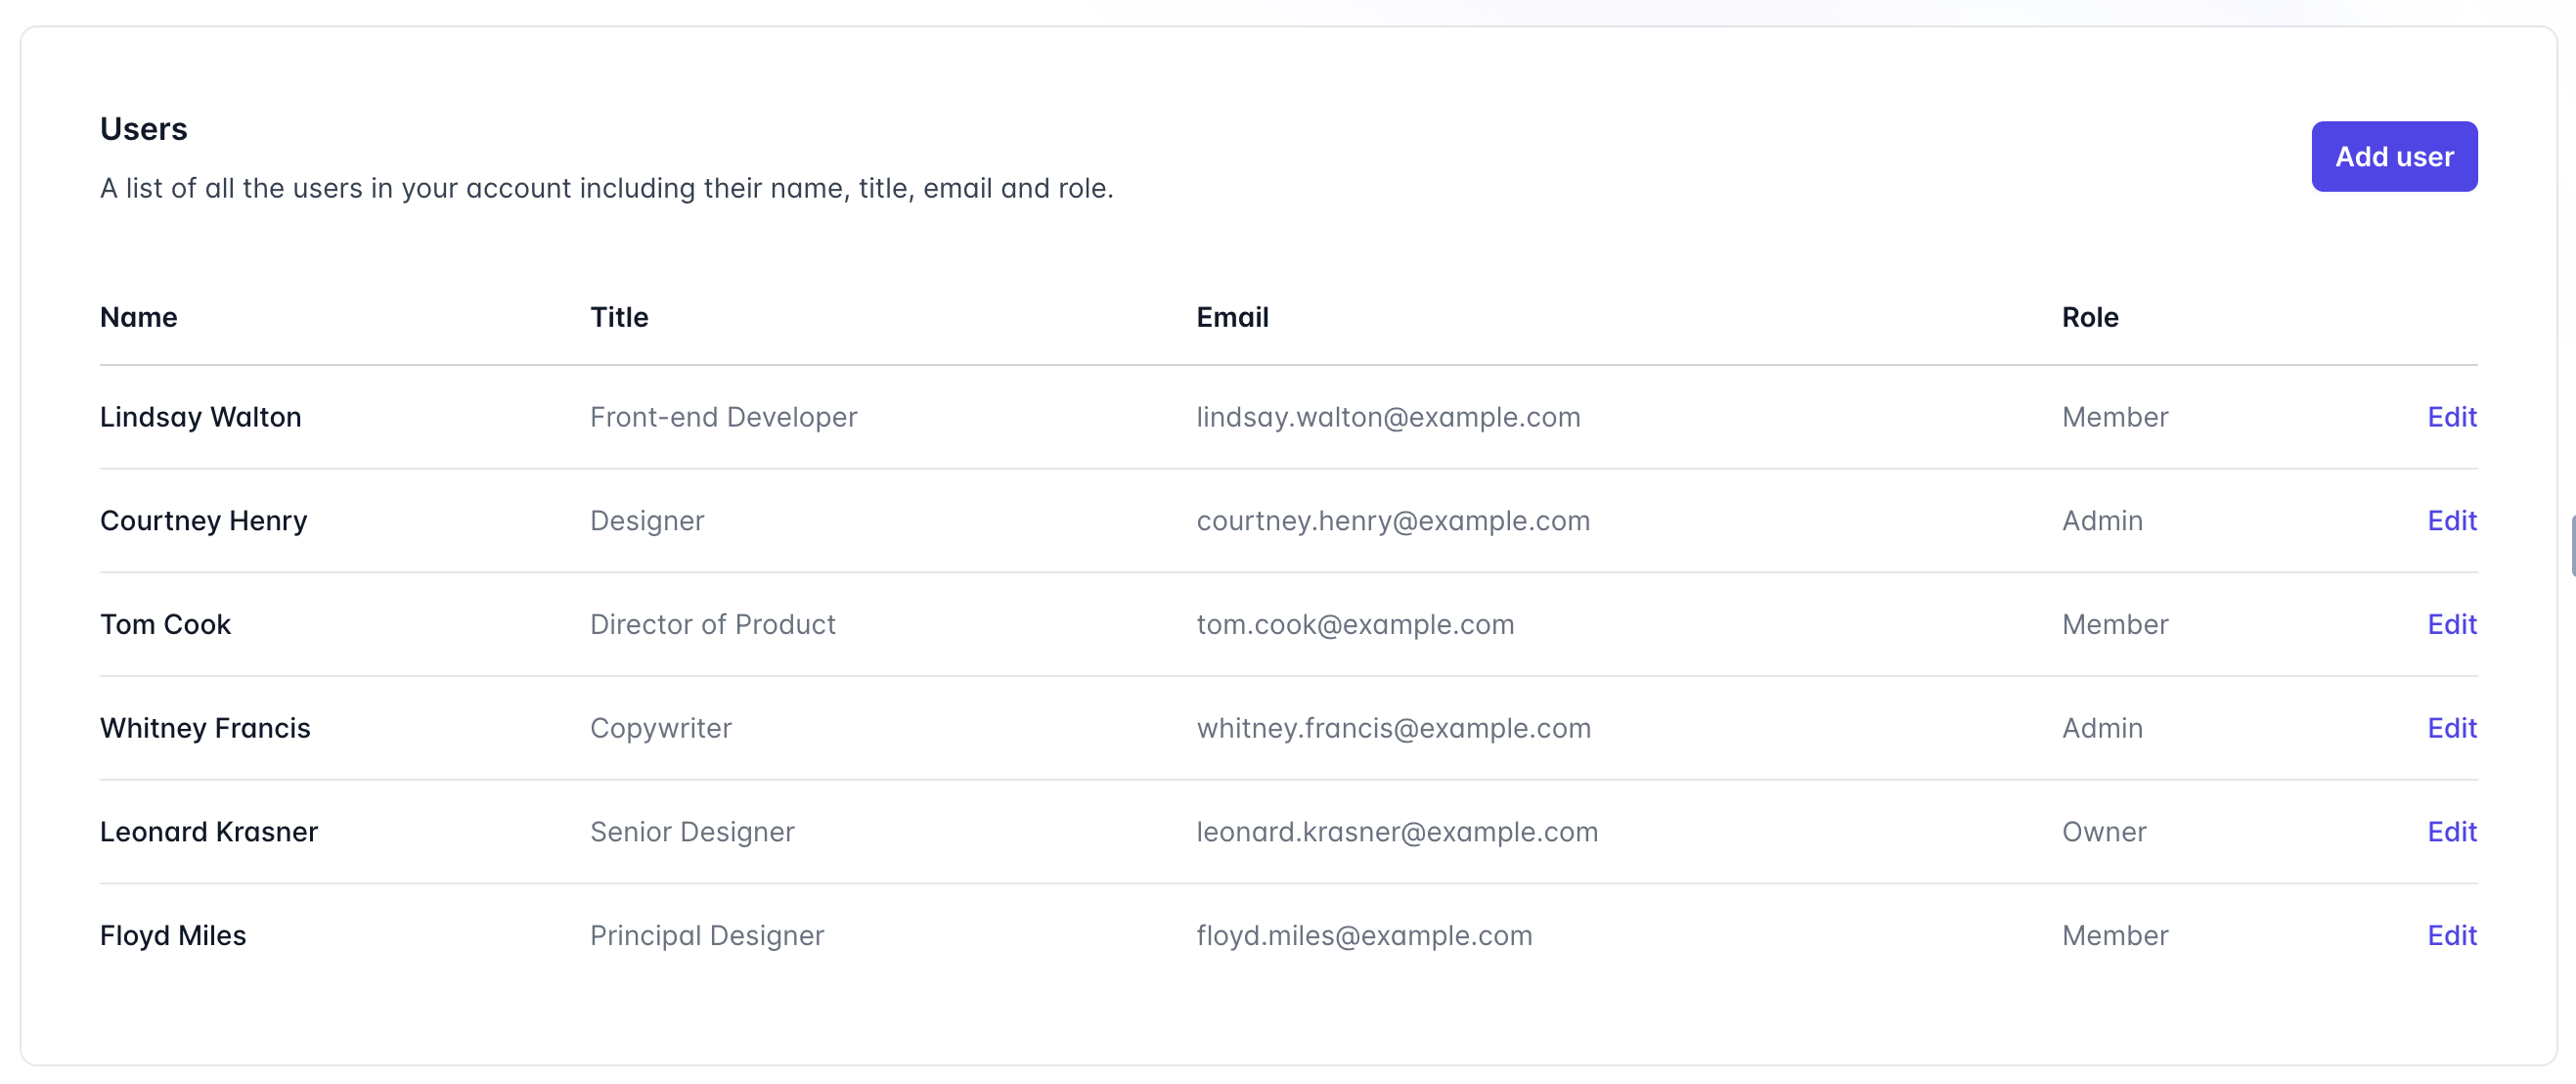 Users
Add user
A list of all the users in your account including their name, title, email and role.
Name Title Email Role
Lindsay Walton Front-end Developer lindsay.walton@example.com Member Edit
Courtney Henry Designer courtney.henry@example.com Admin Edit
Tom Cook Director of Product tom.cook@example.com Member Edit
Whitney Francis Copywriter whitney.francis@example.com Admin Edit
Leonard Krasner Senior Designer leonard.krasner@example.com Owner Edit
Floyd Miles Principal Designer floyd.miles@example.com Member Edit